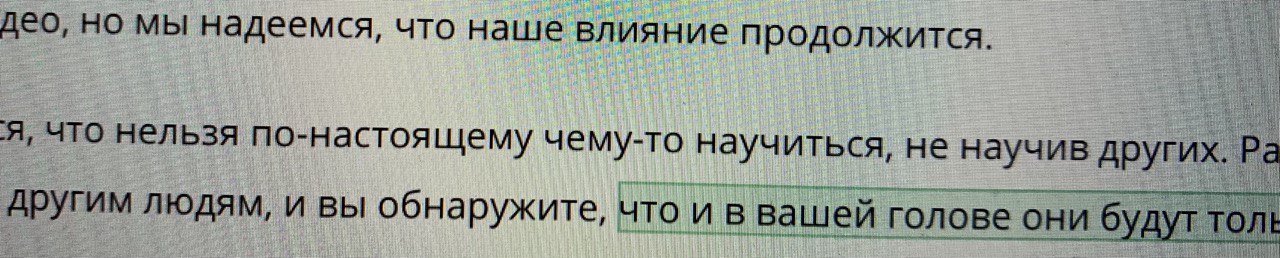 део, но мы надеемся, что наше влияние продолжится.
ся, что нельзя по-настоящему чему-то научиться, не научив других. Ра
другим людям, и вы обнаружите, что и в вашей голове они будут толь